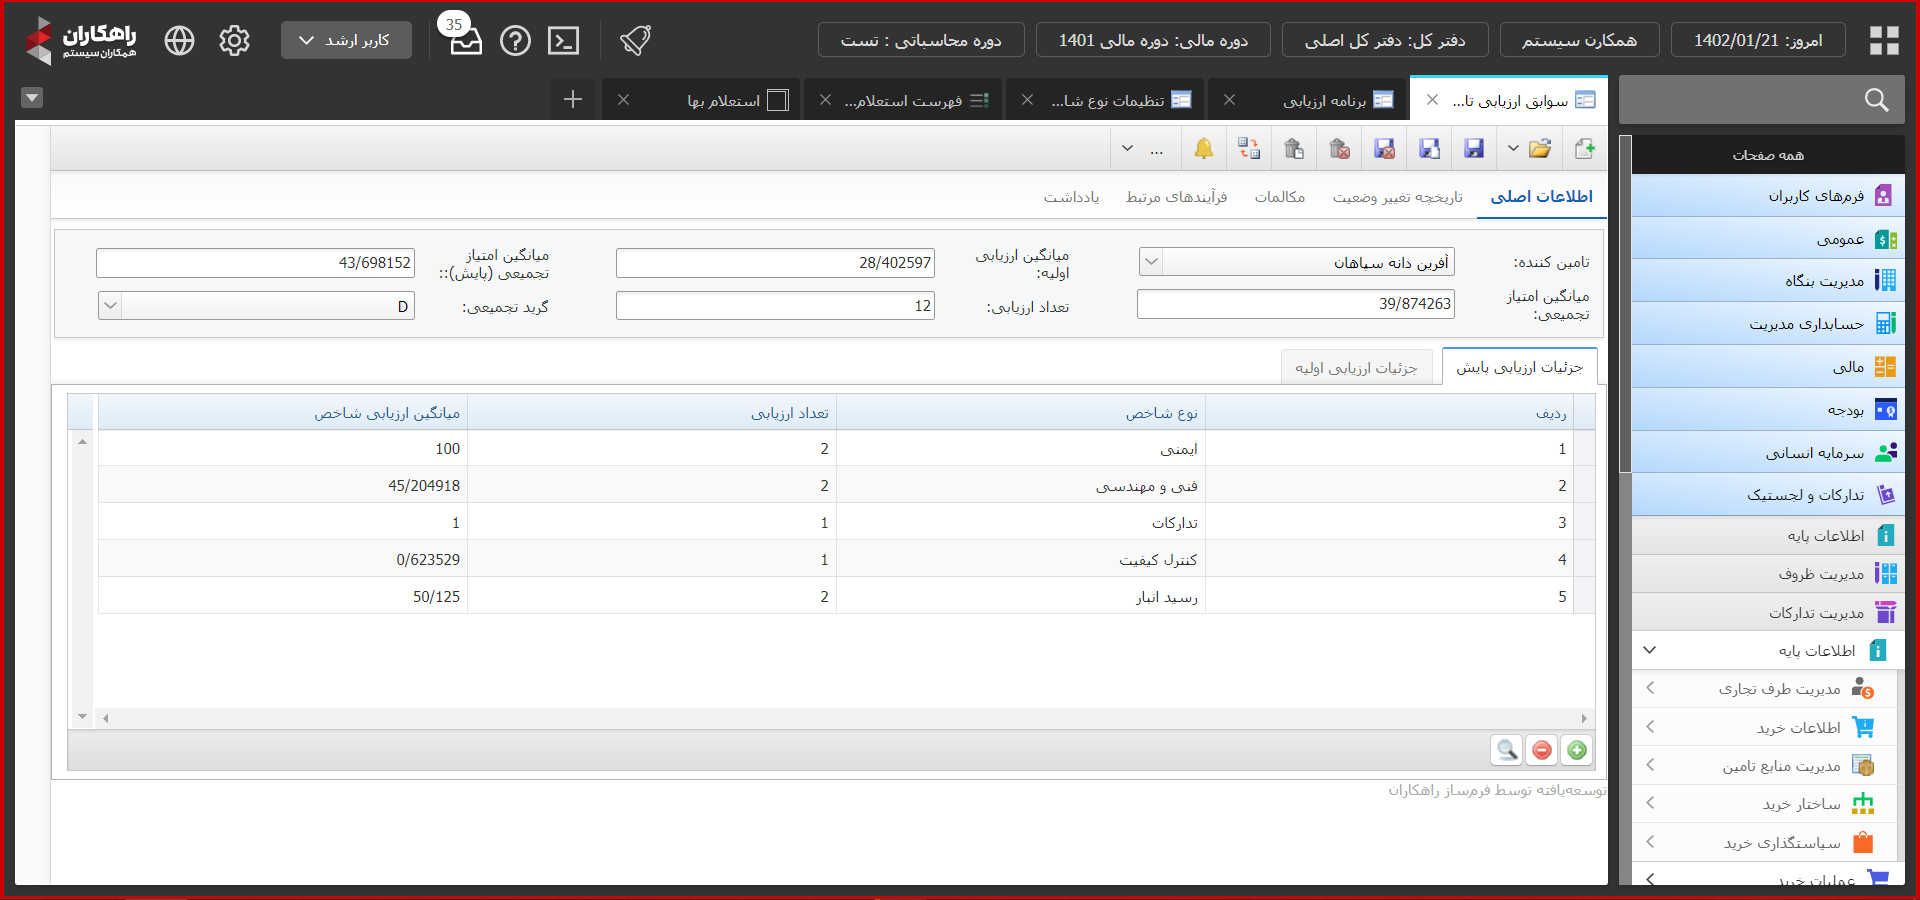 امروز: 1402/01/21
همکارن سیستم
دفتر کل: دفتر کل اصلی
دوره مالی: دوره مالی 1401
دوره محاسباتی : تست
35
کاربر ارشد
راهکاران
همکاران سیستم
سوابق ارزیابی تا...
برنامه ارزیابی
تنظیمات نوع شا...
فهرست استعلام...
استعلام بها
...
اطلاعات اصلی
تاریخچه تغییر وضعیت
مکالمات
فرآیندهای مرتبط
یادداشت
تامین کننده:
آفرین دانه سپاهان
میانگین ارزیابی
اولیه:
28/402597
میانگین امتیاز
تجمیعی (پایش)::
43/698152
میانگین امتیاز
تجمیعی:
39/874263
تعداد ارزیابی:
12
گرید تجمیعی:
D
جزئیات ارزیابی پایش
جزئیات ارزیابی اولیه
ردیف نوع شاخص تعداد ارزیابی میانگین ارزیابی شاخص
1 ایمنی 2 100
2 فنی و مهندسی 2 45/204918
3 تدارکات 1 1
4 کنترل کیفیت 1 0/623529
5 رسید انبار 2 50/125
توسعه‌یافته توسط فرم‌ساز راهکاران
همه صفحات
فرم‌های کاربران
عمومی
مدیریت بنگاه
حسابداری مدیریت
مالی
بودجه
سرمایه انسانی
تدارکات و لجستیک
اطلاعات پایه
مدیریت ظروف
مدیریت تدارکات
اطلاعات پایه
مدیریت طرف تجاری
اطلاعات خرید
مدیریت منابع تامین
ساختار خرید
سیاستگذاری خرید
عملیات خرید